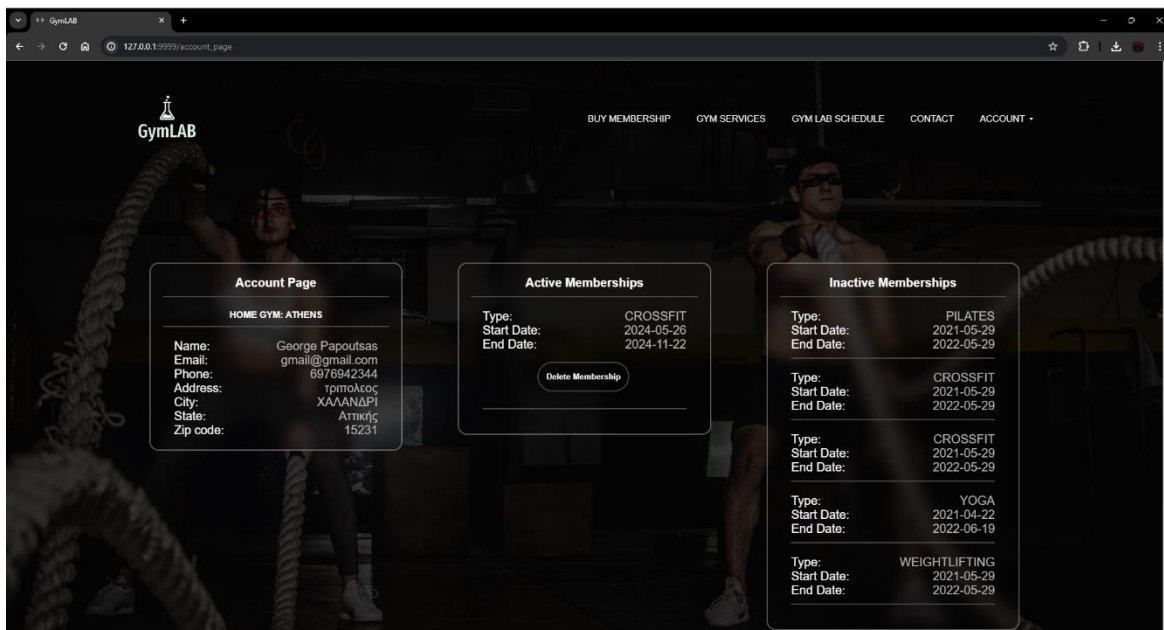 GymLAB
127.0.0.1:9999/account_page
GymLAB
BUY MEMBERSHIP
GYM SERVICES
GYM LAB SCHEDULE
CONTACT
ACCOUNT
Account Page
HOME GYM: ATHENS
Name: George Papoutsas
Email: gmail@gmail.com
Phone: 6976942344
Address: τριπολεος
City: ΧΑΛΑΝΔΡΙ
State: Αττικής
Zip code: 15231
Active Memberships
Type: CROSSFIT
Start Date: 2024-05-26
End Date: 2024-11-22
Delete Membership
Inactive Memberships
Type: PILATES
Start Date: 2021-05-29
End Date: 2022-05-29
Type: CROSSFIT
Start Date: 2021-05-29
End Date: 2022-05-29
Type: CROSSFIT
Start Date: 2021-05-29
End Date: 2022-05-29
Type: YOGA
Start Date: 2021-04-22
End Date: 2022-06-19
Type: WEIGHTLIFTING
Start Date: 2021-05-29
End Date: 2022-05-29